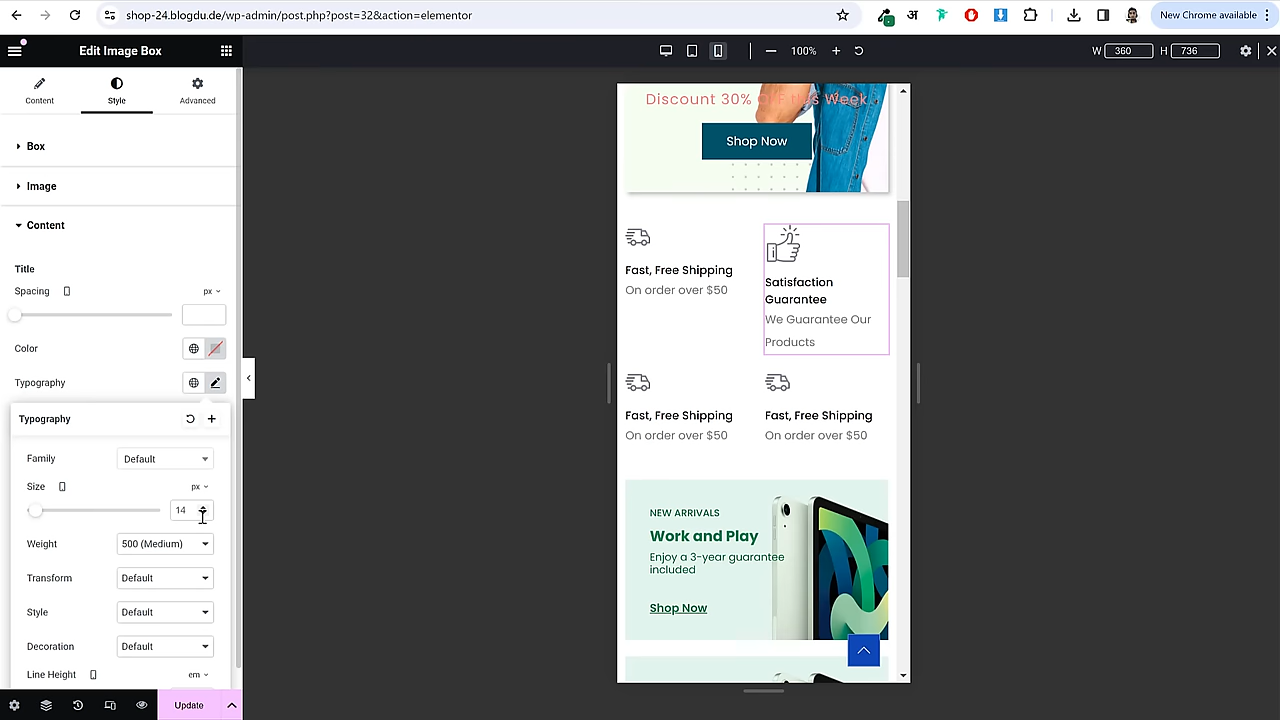 shop-24.blogdu.de/wp-admin/post.php?post=32&action=elementor
अ
New Chrome available
Edit Image Box
100%
W 360 H 736
Content Style Advanced
Box
Image
Content
Title
Spacing px
Color
Typography
Typography
Family Default
Size px
14
Weight 500 (Medium)
Transform Default
Style Default
Decoration Default
Line Height em
Update
Discount 30% OFF this Week
Shop Now
Fast, Free Shipping
On order over $50
Satisfaction
Guarantee
We Guarantee Our
Products
Fast, Free Shipping
On order over $50
Fast, Free Shipping
On order over $50
NEW ARRIVALS
Work and Play
Enjoy a 3-year guarantee
included
Shop Now